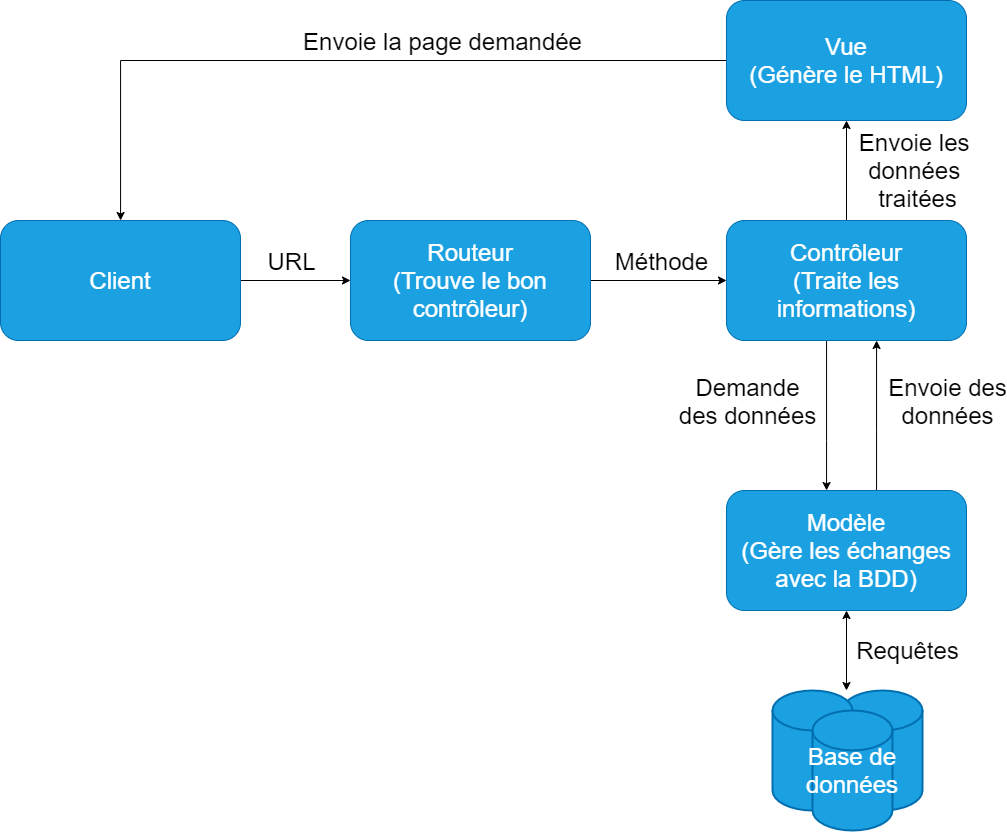 Envoie la page demandée
Vue
(Génère le HTML)
Envoie les
données
traitées
Client
URL
Routeur
(Trouve le bon
contrôleur)
Méthode
Contrôleur
(Traite les
informations)
Demande
des données
Envoie des
données
Modèle
(Gère les échanges
avec la BDD)
Requêtes
Base de
données